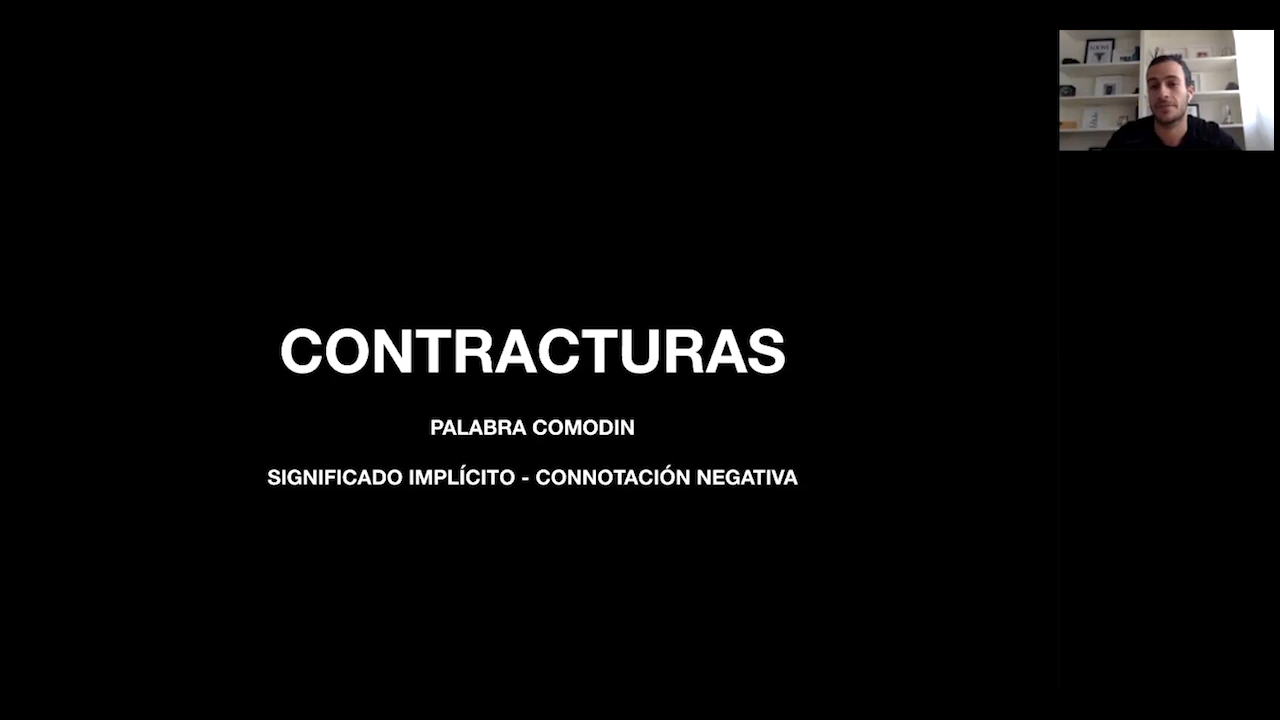 CONTRACTURAS
PALABRA COMODIN
SIGNIFICADO IMPLÍCITO - CONNOTACIÓN NEGATIVA